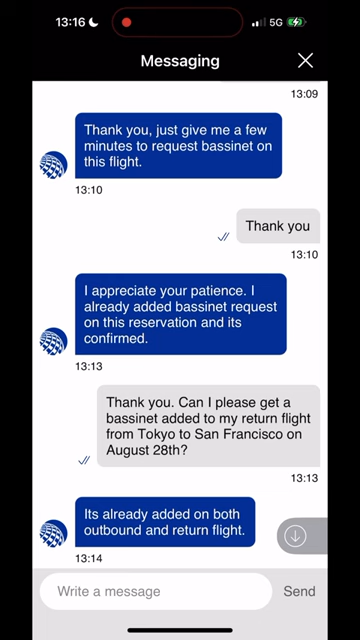 13:16
5G
Messaging
13:09
Thank you, just give me a few
minutes to request bassinet on
this flight.
13:10
Thank you
13:10
I appreciate your patience. I
already added bassinet request
on this reservation and its
confirmed.
13:13
Thank you. Can I please get a
bassinet added to my return flight
from Tokyo to San Francisco on
August 28th?
13:13
Its already added on both
outbound and return flight.
13:14
Write a message
Send